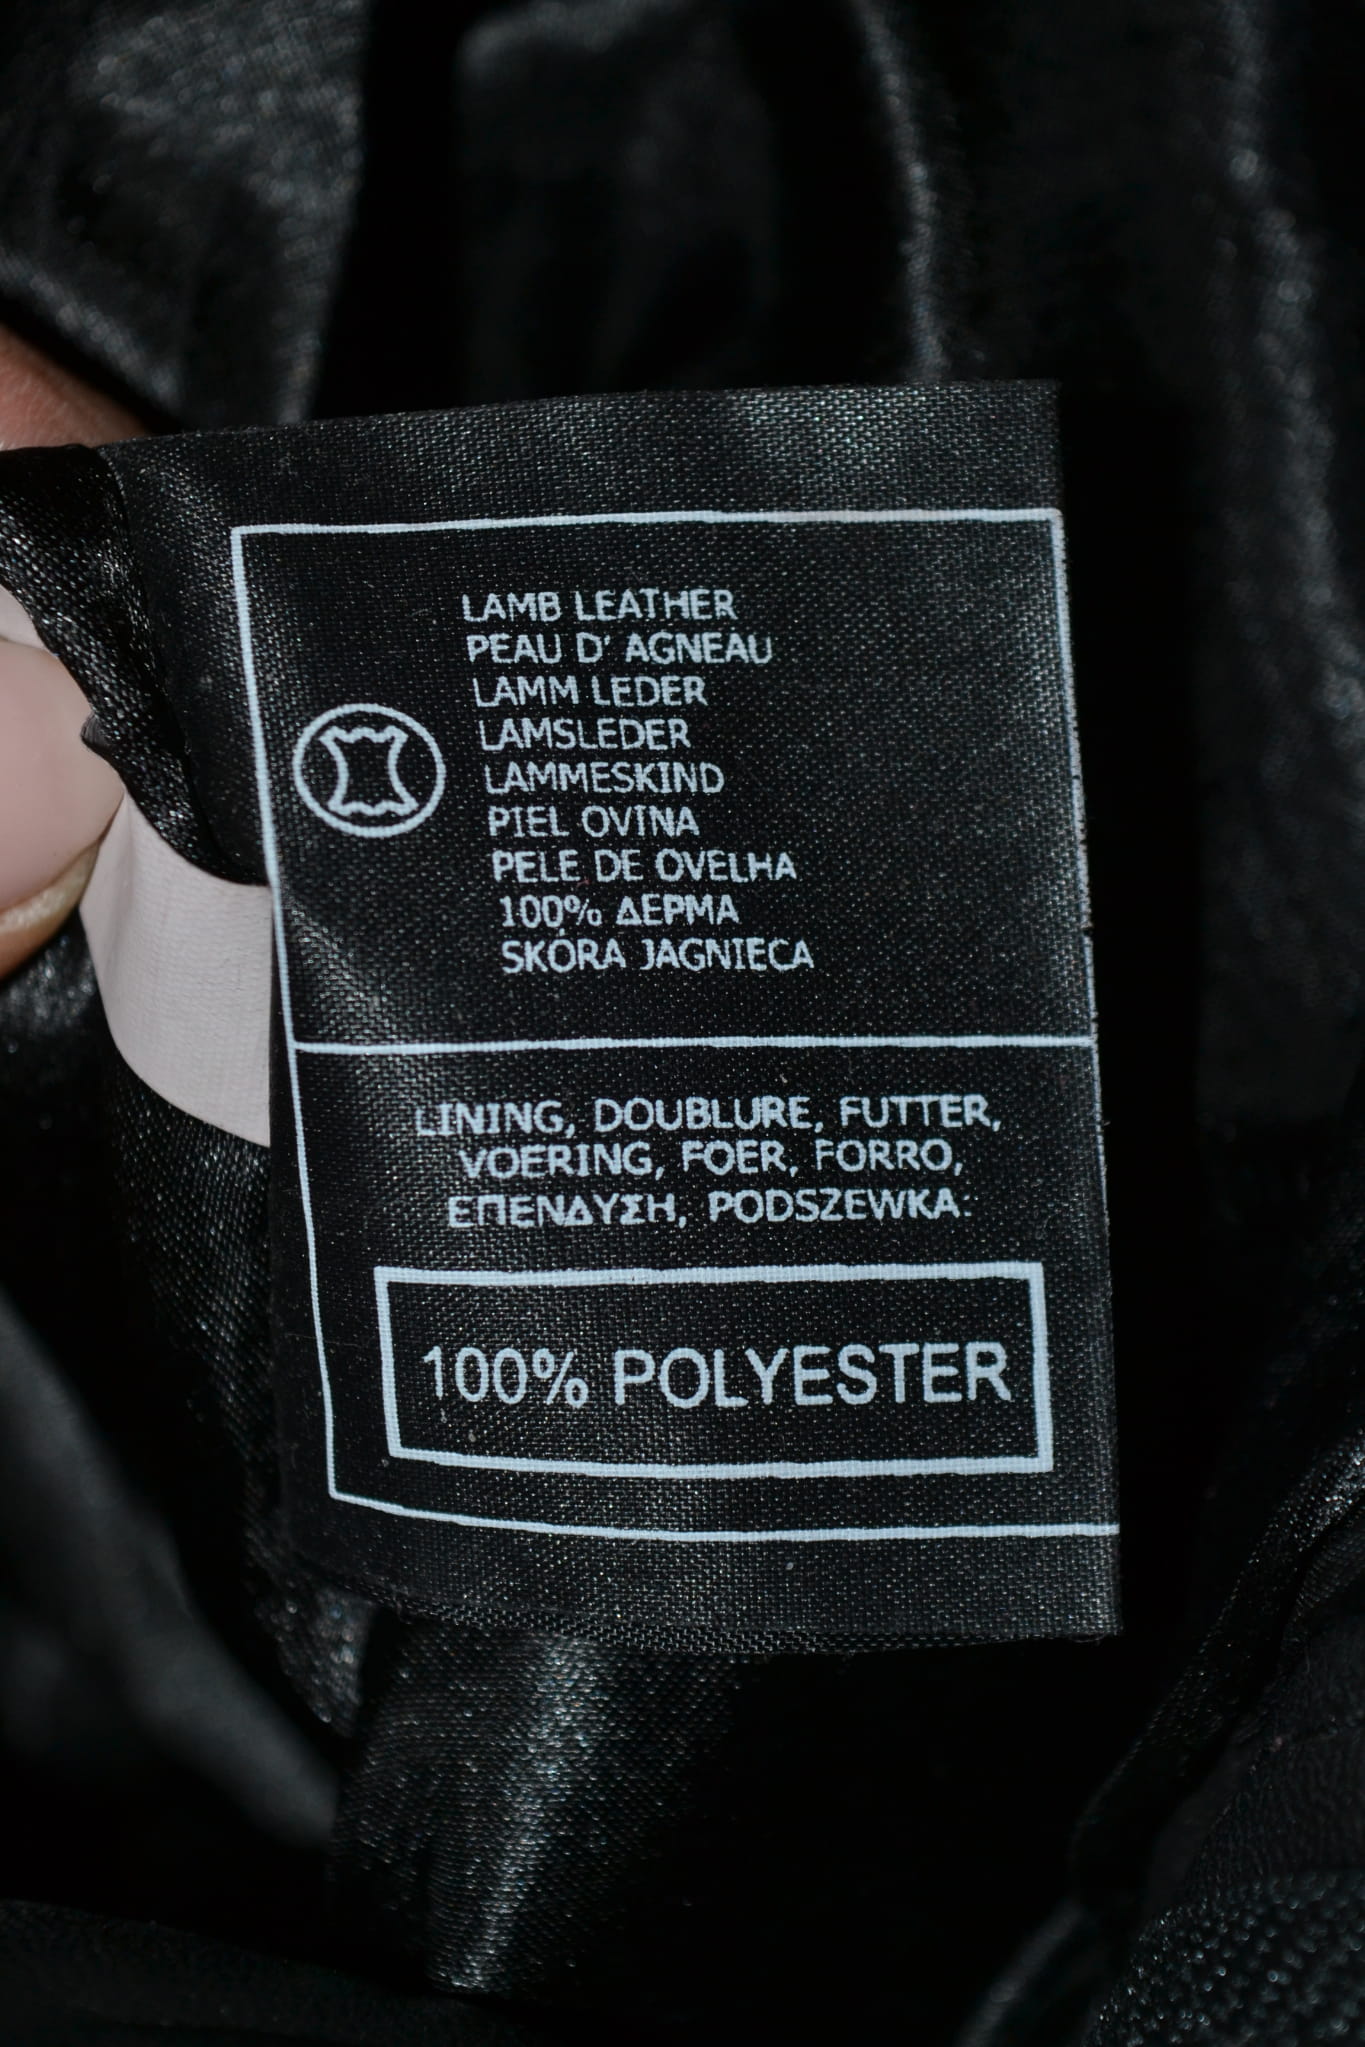 LAMB LEATHER
PEAU D' AGNEAU
LAMM LEDER
LAMSLEDER
LAMMESKIND
PIEL OVINA
PELE DE OVELHA
100% ΔΕΡΜΑ
SKÓRA JAGNIECA
LINING, DOUBLURE, FUTTER,
VOERING, FOER, FORRO,
ΕΠΕΝΔΥΣΗ, PODSZEWKA:
100% POLYESTER